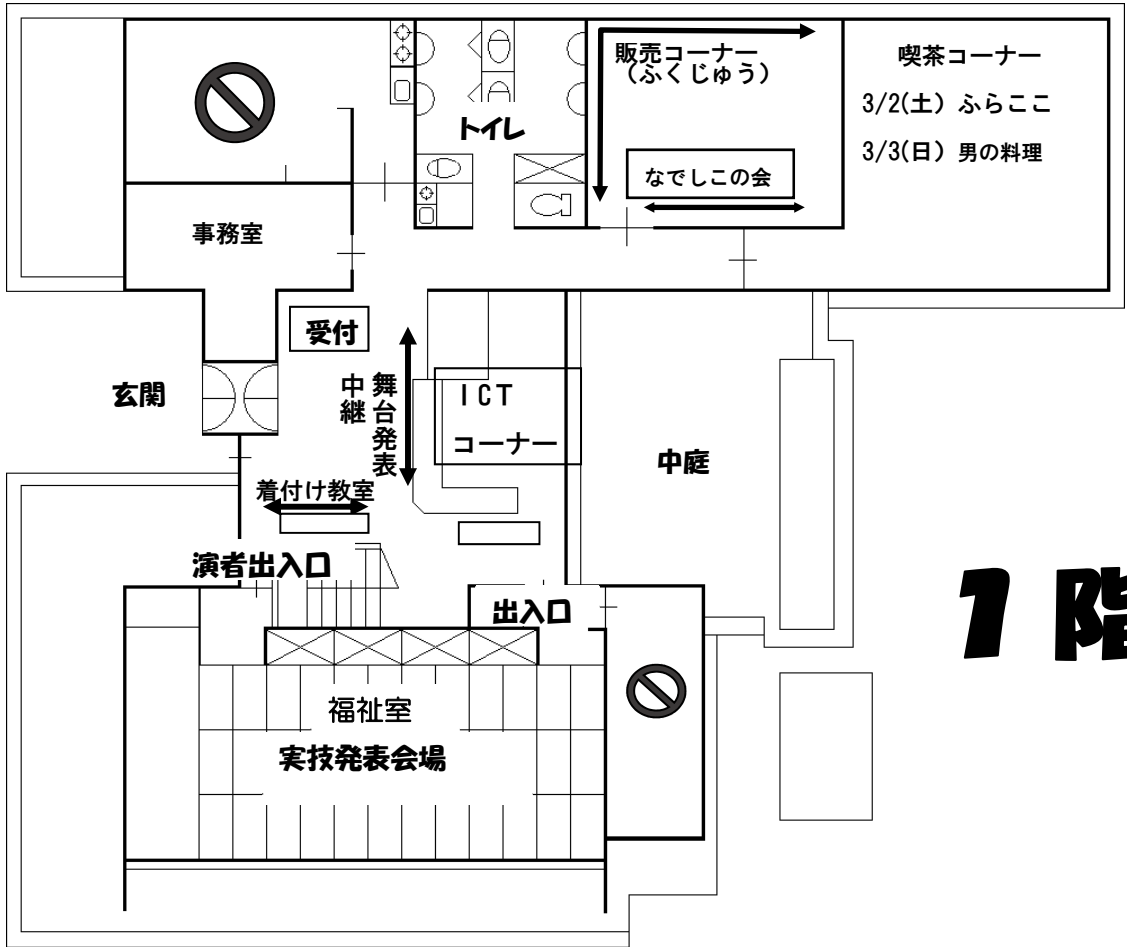 販売コーナー
（ふくじゅう）
喫茶コーナー
3/2(土) ふらここ
3/3(日) 男の料理
トイレ
なでしこの会
事務室
受付
玄関
舞台発表
中継
ICT
コーナー
中庭
着付け教室
演者出入口
出入口
1階
福祉室
実技発表会場